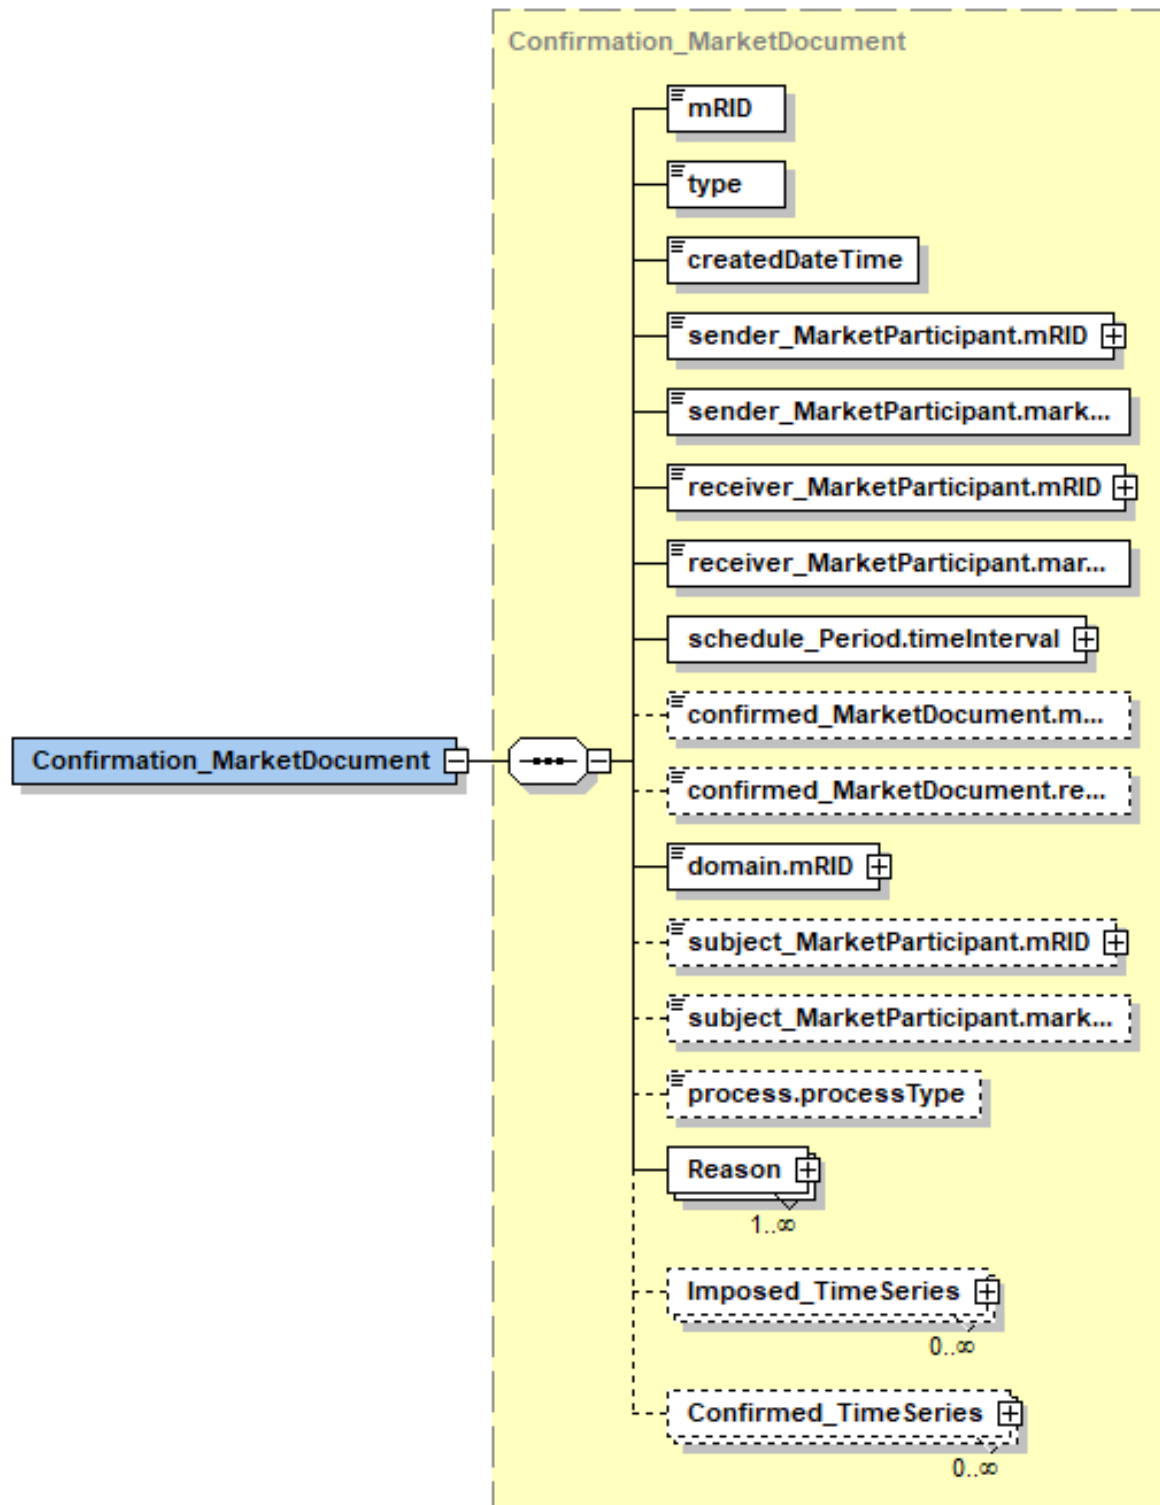 Confirmation_MarketDocument
mRID
type
createdDateTime
sender_MarketParticipant.mRID
sender_MarketParticipant.mark...
receiver_MarketParticipant.mRID
receiver_MarketParticipant.mar...
schedule_Period.timeInterval
confirmed_MarketDocument.m...
Confirmation_MarketDocument
confirmed_MarketDocument.re...
domain.mRID
subject_MarketParticipant.mRID
subject_MarketParticipant.mark...
process.processType
Reason
1..∞
Imposed_TimeSeries
0..∞
Confirmed_TimeSeries
0..∞